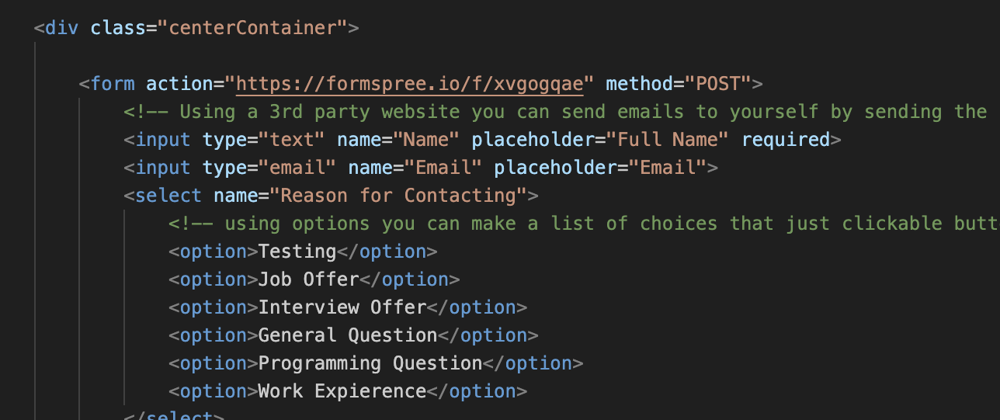 <div class="centerContainer">
<form action="https://formspree.io/f/xvgogqae" method="POST">
<!-- Using a 3rd party website you can send emails to yourself by sending the
<input type="text" name="Name" placeholder="Full Name" required>
<input type="email" name="Email" placeholder="Email">
<select name="Reason for Contacting">
<!-- using options you can make a list of choices that just clickable butt
<option>Testing</option>
<option>Job Offer</option>
<option>Interview Offer</option>
<option>General Question</option>
<option>Programming Question</option>
<option>Work Expierence</option>
</select>